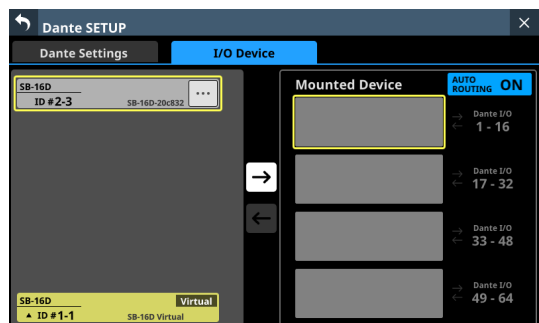 Dante SETUP
Dante Settings
I/O Device
SB-16D
ID #2-3
SB-16D-20c832
...
Mounted Device
AUTO ROUTING ON
Dante I/O
1 - 16
Dante I/O
17 - 32
Dante I/O
33 - 48
Dante I/O
49 - 64
SB-16D
Virtual
▲ ID #1-1
SB-16D Virtual